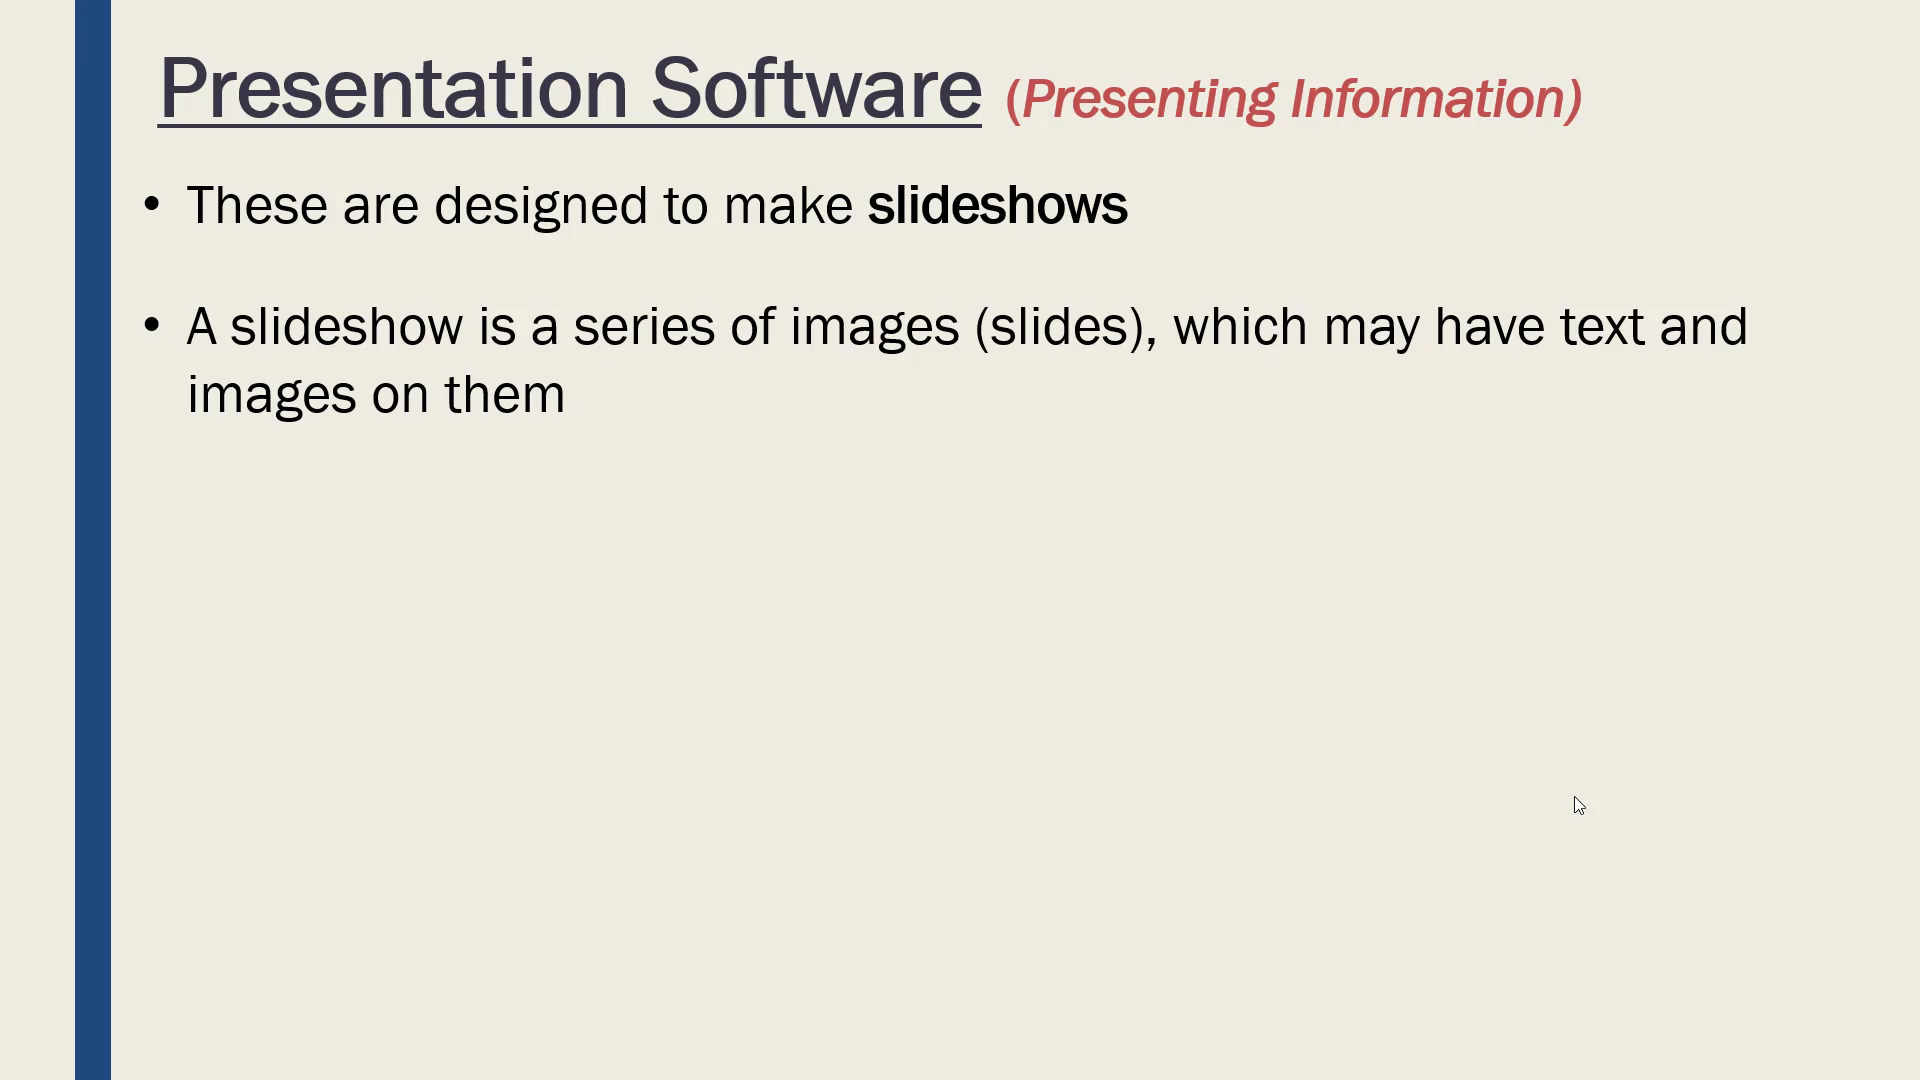 Presentation Software (Presenting Information)
• These are designed to make slideshows
• A slideshow is a series of images (slides), which may have text and
images on them